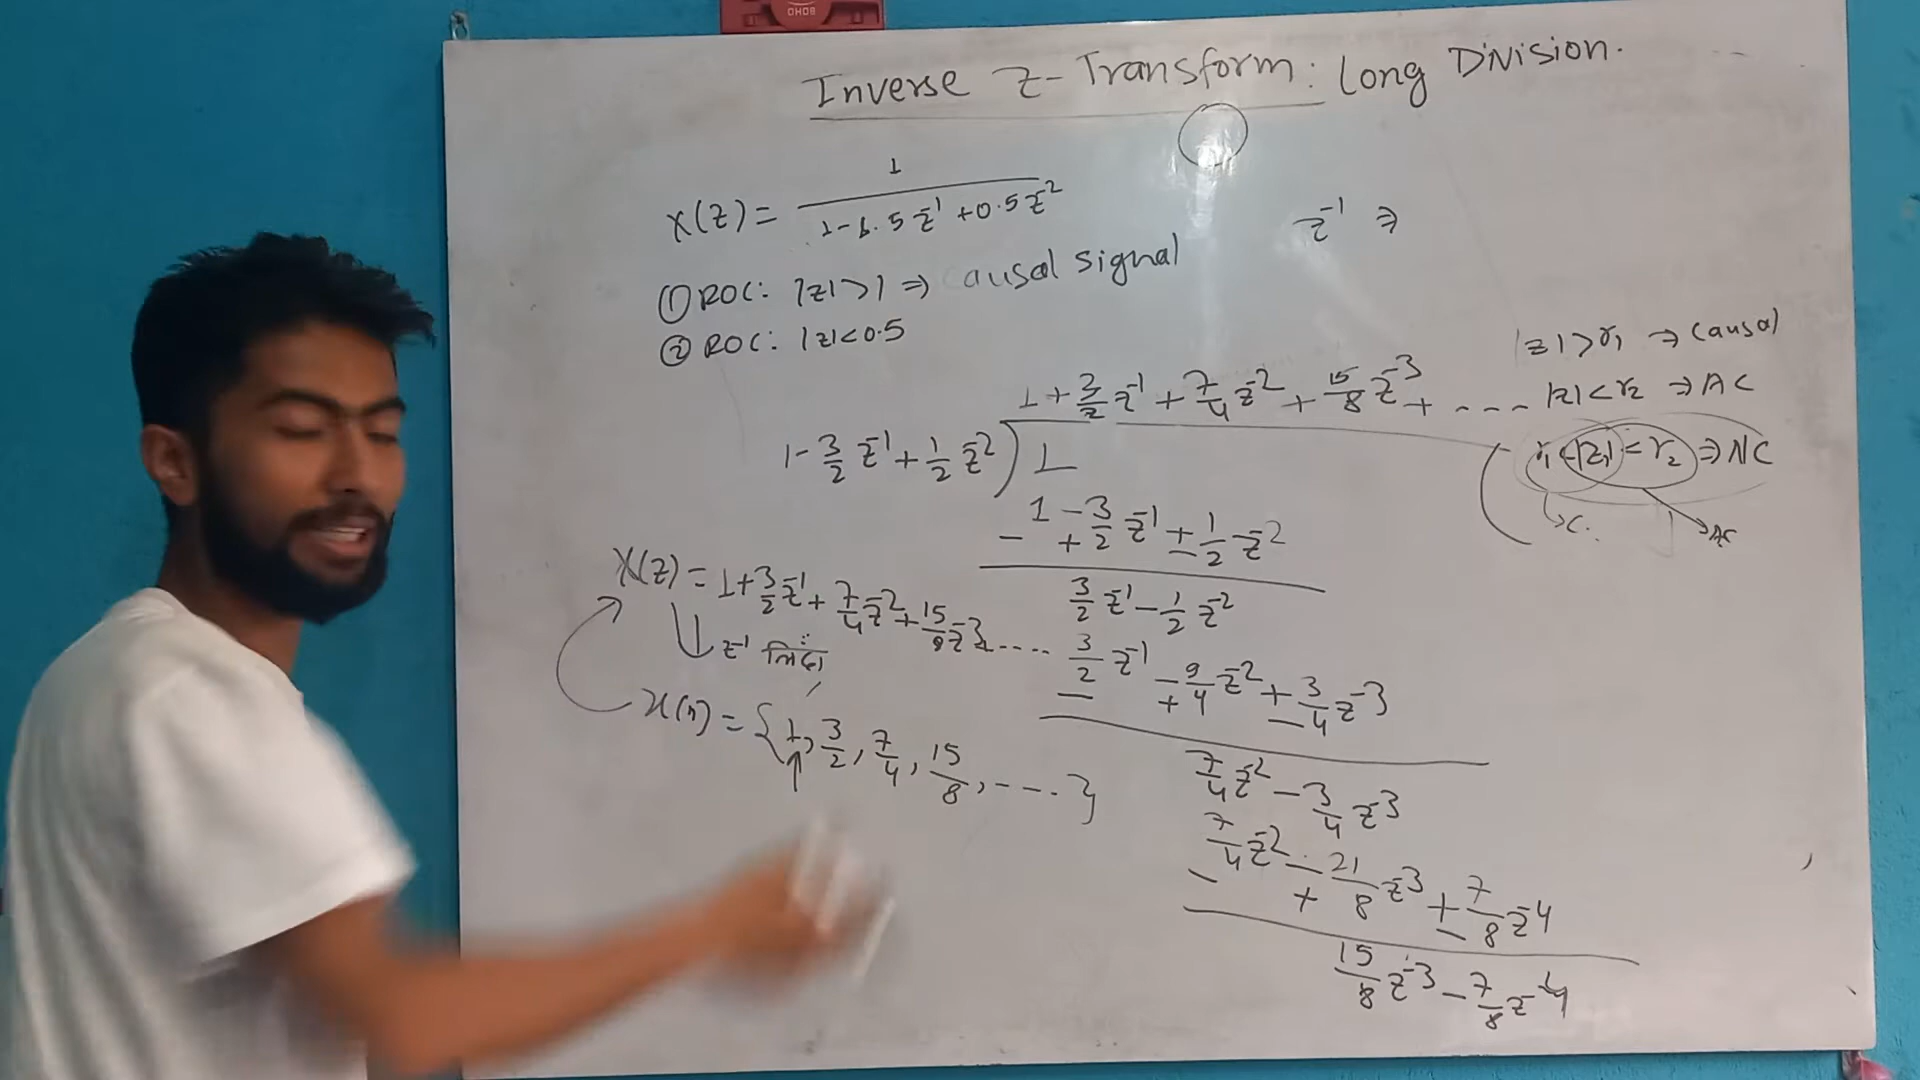 BOHO
Inverse Z-Transform: Long Division.
X(z) = 1 / (1 - 1.5 z^-1 + 0.5 z^-2)
z^-1 ⇒
① ROC: |z| > 1 ⇒ causal signal
② ROC: |z| < 0.5
|z| > r₁ → causal
|z| < r₂ ⇒ AC
r₂ ⇒ NC
↳ C.
→ AC
1 + 3/2 z^-1 + 7/4 z^-2 + 15/8 z^-3 + ----
1 - 3/2 z^-1 + 1/2 z^-2 ) 1
1 - 3/2 z^-1 + 1/2 z^-2
- + -
3/2 z^-1 - 1/2 z^-2
3/2 z^-1 - 9/4 z^-2 + 3/4 z^-3
- + -
7/4 z^-2 - 3/4 z^-3
7/4 z^-2 - 21/8 z^-3 + 7/8 z^-4
- + -
15/8 z^-3 - 7/8 z^-4
X(z) = 1 + 3/2 z^-1 + 7/4 z^-2 + 15/8 z^-3 + ....
↓ z^-1
x(n) = {1, 3/2, 7/4, 15/8, ----}
↑